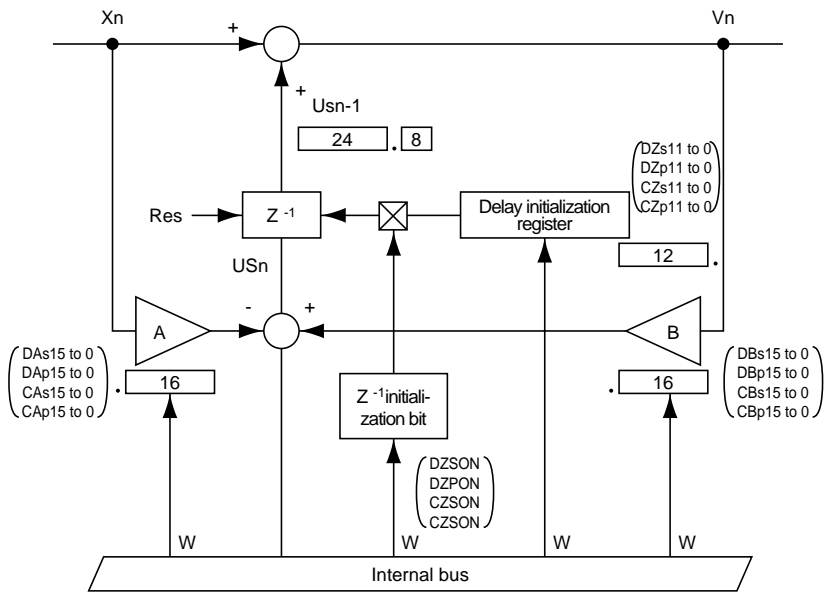 Xn
Vn
+
+
Usn-1
24 . 8
DZs11 to 0
DZp11 to 0
CZs11 to 0
CZp11 to 0
Res
Z -1
Delay initialization
register
12 .
USn
-
+
A
B
DAs15 to 0
DAp15 to 0
CAs15 to 0
CAp15 to 0
. 16
Z -1 initiali-
zation bit
. 16
DBs15 to 0
DBp15 to 0
CBs15 to 0
CBp15 to 0
DZSON
DZPON
CZSON
CZSON
W
W
W
W
Internal bus